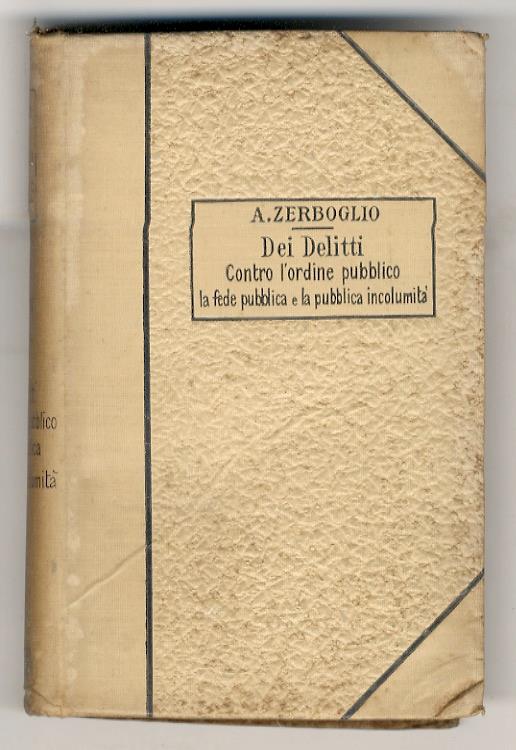 A. ZERBOGLIO
Dei Delitti
Contro l'ordine pubblico
la fede pubblica e la pubblica incolumità